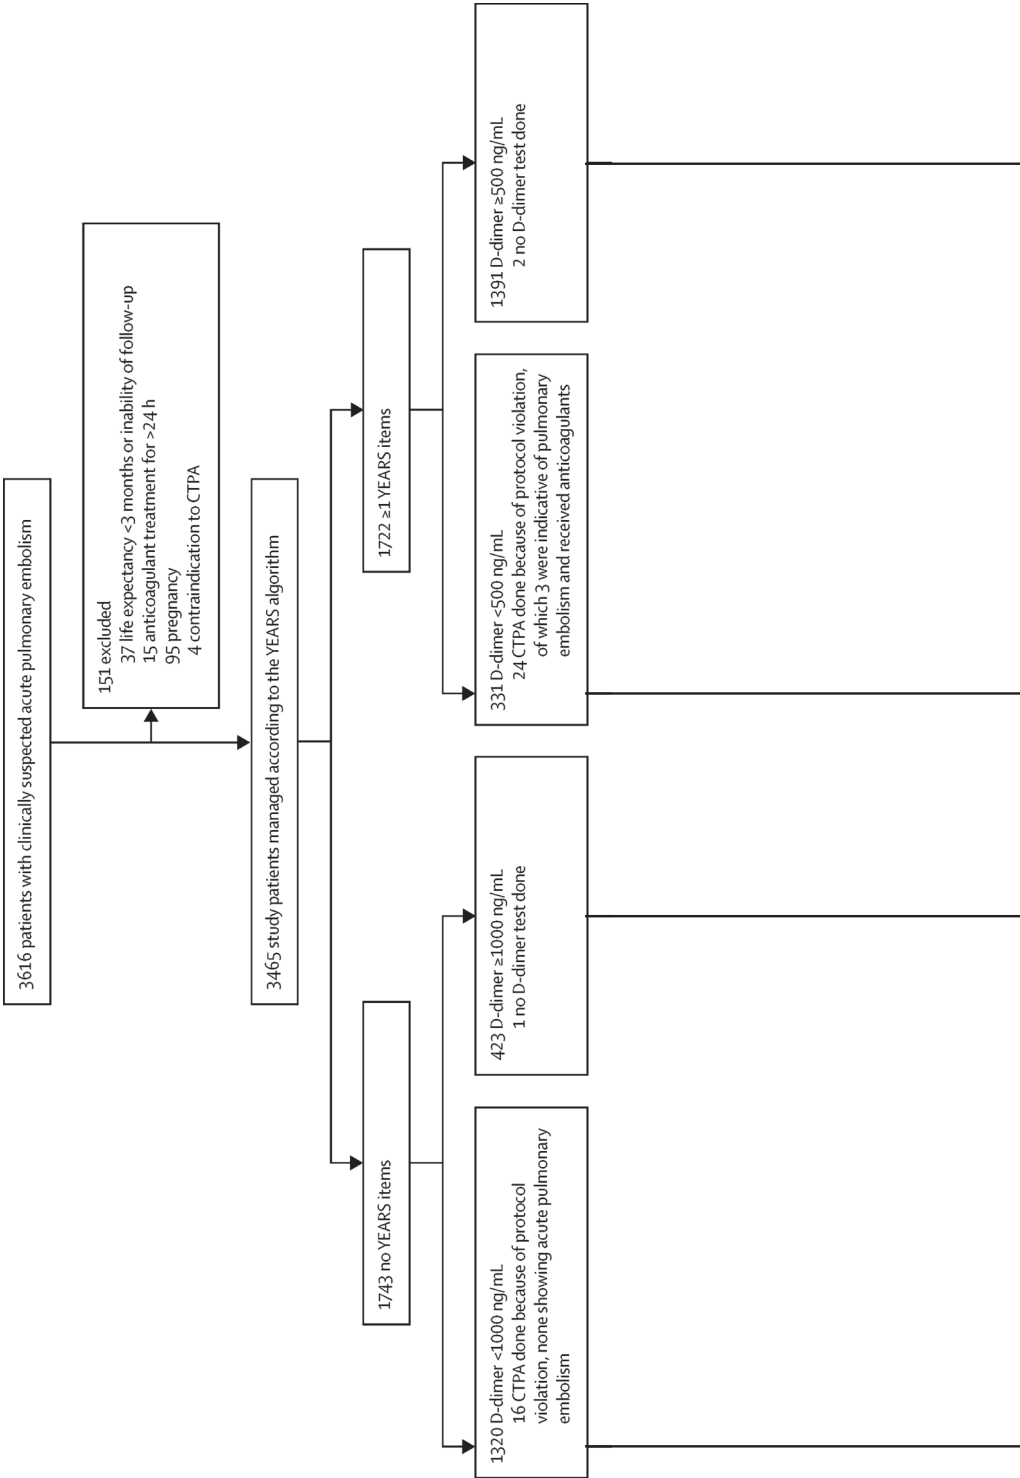 3616 patients with clinically suspected acute pulmonary embolism
151 excluded
37 life expectancy <3 months or inability of follow-up
15 anticoagulant treatment for >24 h
95 pregnancy
4 contraindication to CTPA
3465 study patients managed according to the YEARS algorithm
1743 no YEARS items
1722 ≥1 YEARS items
1320 D-dimer <1000 ng/mL
16 CTPA done because of protocol
violation, none showing acute pulmonary
embolism
423 D-dimer ≥1000 ng/mL
1 no D-dimer test done
331 D-dimer <500 ng/mL
24 CTPA done because of protocol violation,
of which 3 were indicative of pulmonary
embolism and received anticoagulants
1391 D-dimer ≥500 ng/mL
2 no D-dimer test done